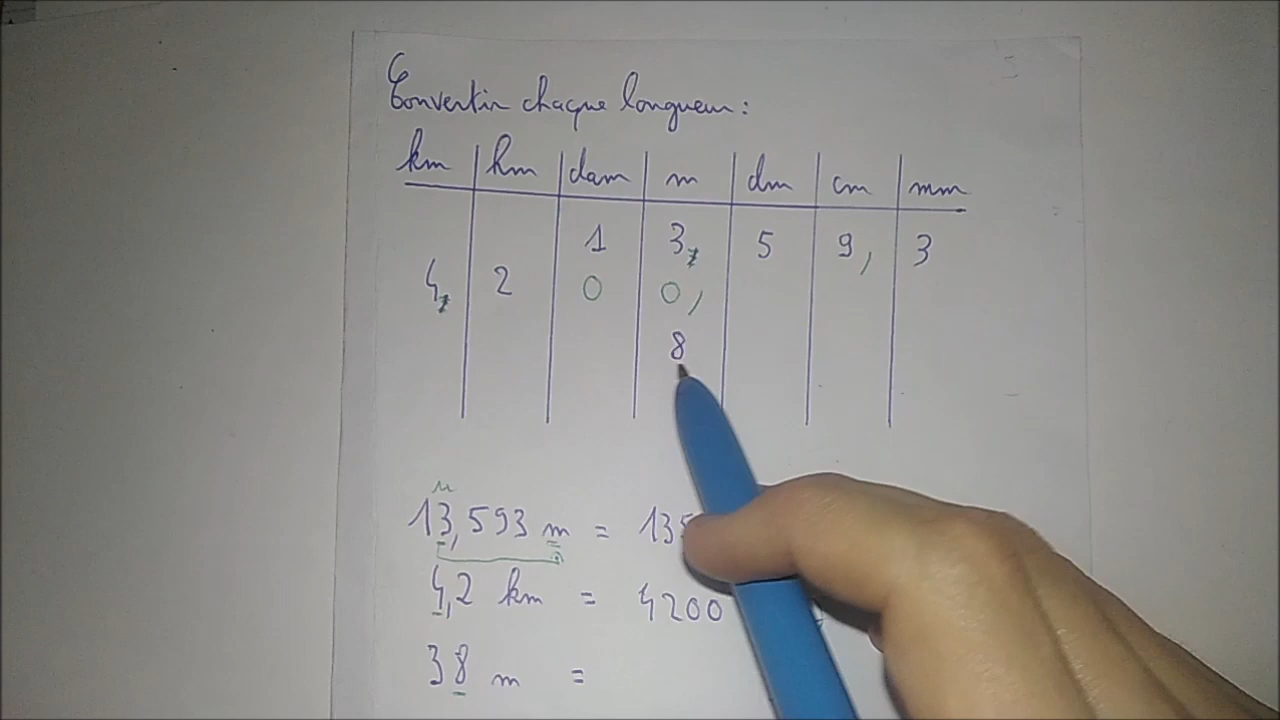 Convertir chaque longueur :
km hm dam m dm cm mm
1 3, 5 9, 3
4, 2 0 0,
8
u
13,593 m = 135
4,2 km = 4200
38 m =